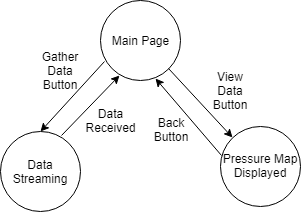 Main Page
Gather
Data
Button
View
Data
Button
Data
Received
Back
Button
Data
Streaming
Pressure Map
Displayed